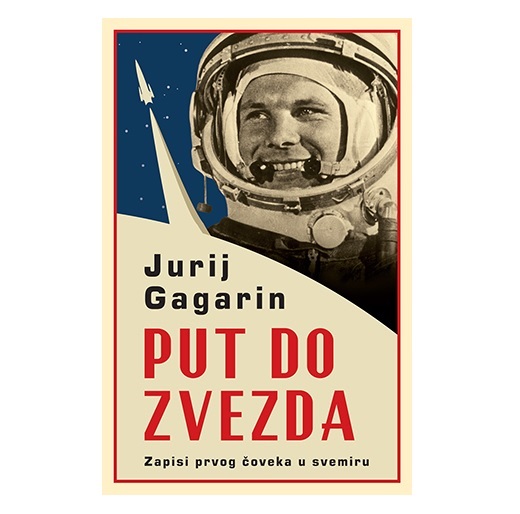 Jurij
Gagarin
PUT DO
ZVEZDA
Zapisi prvog čoveka u svemiru